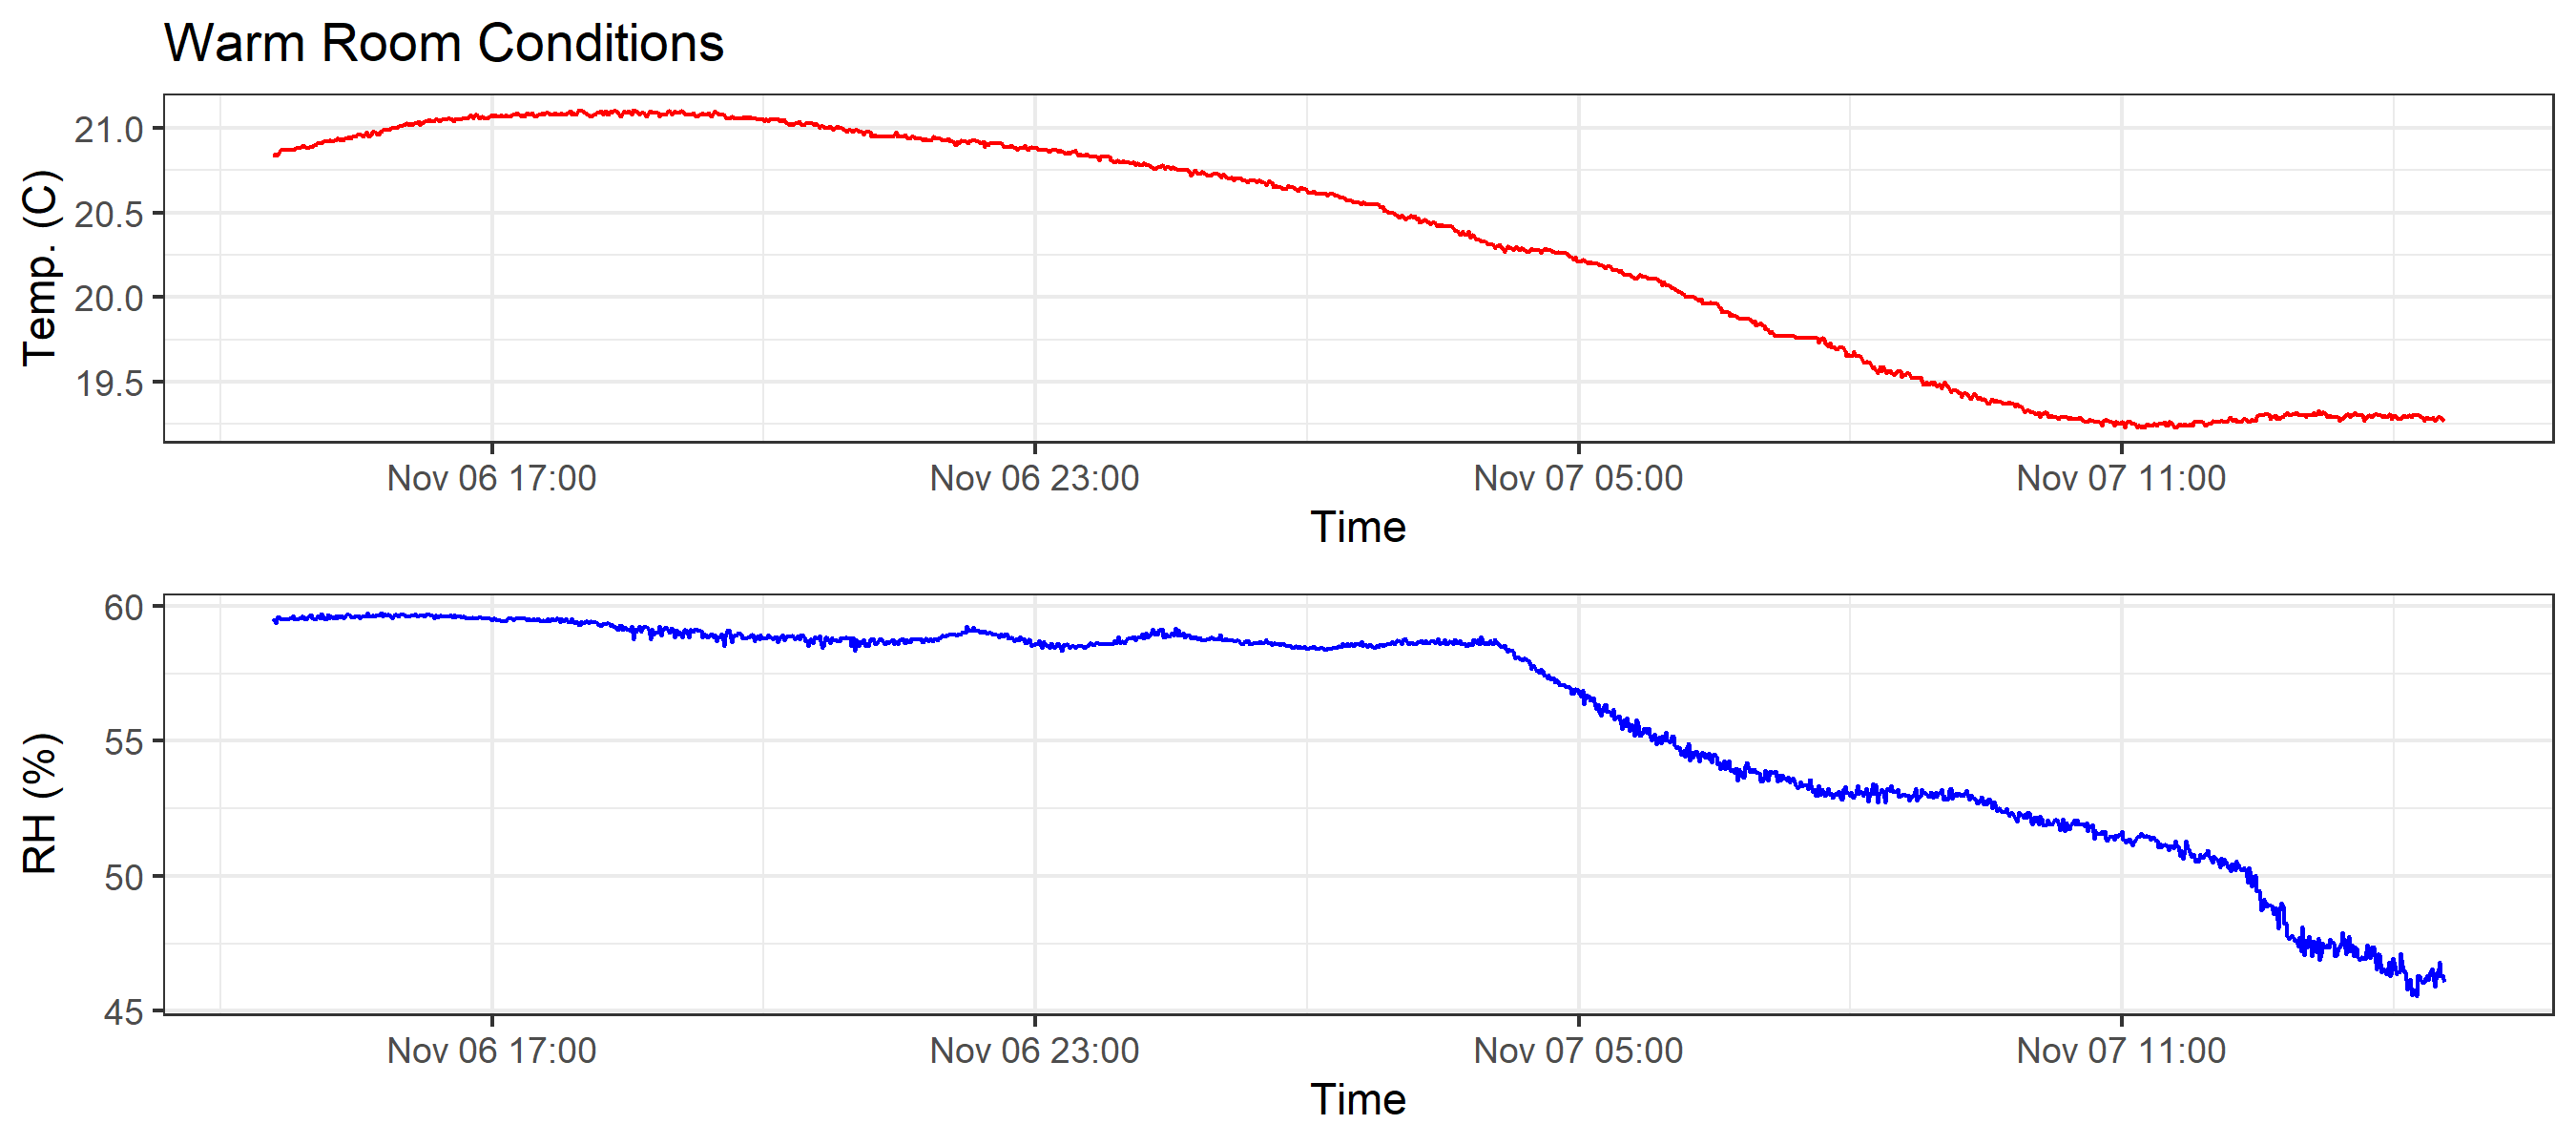 Warm Room Conditions
Temp. (C)
21.0
20.5
20.0
19.5
Nov 06 17:00 Nov 06 23:00 Nov 07 05:00 Nov 07 11:00
Time
RH (%)
60
55
50
45
Nov 06 17:00 Nov 06 23:00 Nov 07 05:00 Nov 07 11:00
Time